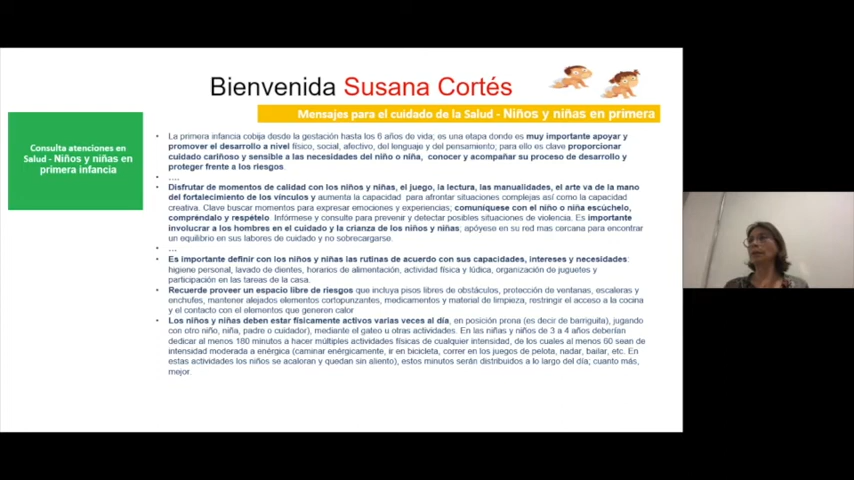 Bienvenida Susana Cortés
Mensajes para el cuidado de la Salud - Niños y niñas en primera
Consulta atenciones en
Salud - Niños y niñas en
primera infancia
• La primera infancia cobija desde la gestación hasta los 6 años de vida; es una etapa donde es muy importante apoyar y
promover el desarrollo a nivel físico, social, afectivo, del lenguaje y del pensamiento; para ello es clave proporcionar
cuidado cariñoso y sensible a las necesidades del niño o niña, conocer y acompañar su proceso de desarrollo y
proteger frente a los riesgos.
• ....
• Disfrutar de momentos de calidad con los niños y niñas, el juego, la lectura, las manualidades, el arte va de la mano
del fortalecimiento de los vínculos y aumenta la capacidad para afrontar situaciones complejas así como la capacidad
creativa. Clave buscar momentos para expresar emociones y experiencias; comuníquese con el niño o niña escúchelo,
compréndalo y respételo. Infórmese y consulte para prevenir y detectar posibles situaciones de violencia. Es importante
involucrar a los hombres en el cuidado y la crianza de los niños y niñas; apóyese en su red mas cercana para encontrar
un equilibrio en sus labores de cuidado y no sobrecargarse.
• ...
• Es importante definir con los niños y niñas las rutinas de acuerdo con sus capacidades, intereses y necesidades:
higiene personal, lavado de dientes, horarios de alimentación, actividad física y lúdica, organización de juguetes y
participación en las tareas de la casa.
• Recuerde proveer un espacio libre de riesgos que incluya pisos libres de obstáculos, protección de ventanas, escaleras y
enchufes, mantener alejados elementos cortopunzantes, medicamentos y material de limpieza, restringir el acceso a la cocina
y el contacto con el elementos que generen calor
• Los niños y niñas deben estar físicamente activos varias veces al día, en posición prona (es decir de barriguita), jugando
con otro niño, niña, padre o cuidador), mediante el gateo u otras actividades. En las niñas y niños de 3 a 4 años deberían
dedicar al menos 180 minutos a hacer múltiples actividades físicas de cualquier intensidad, de los cuales al menos 60 sean de
intensidad moderada a enérgica (caminar enérgicamente, ir en bicicleta, correr en los juegos de pelota, nadar, bailar, etc. En
estas actividades los niños se acaloran y quedan sin aliento), estos minutos serán distribuidos a lo largo del día; cuanto más,
mejor.